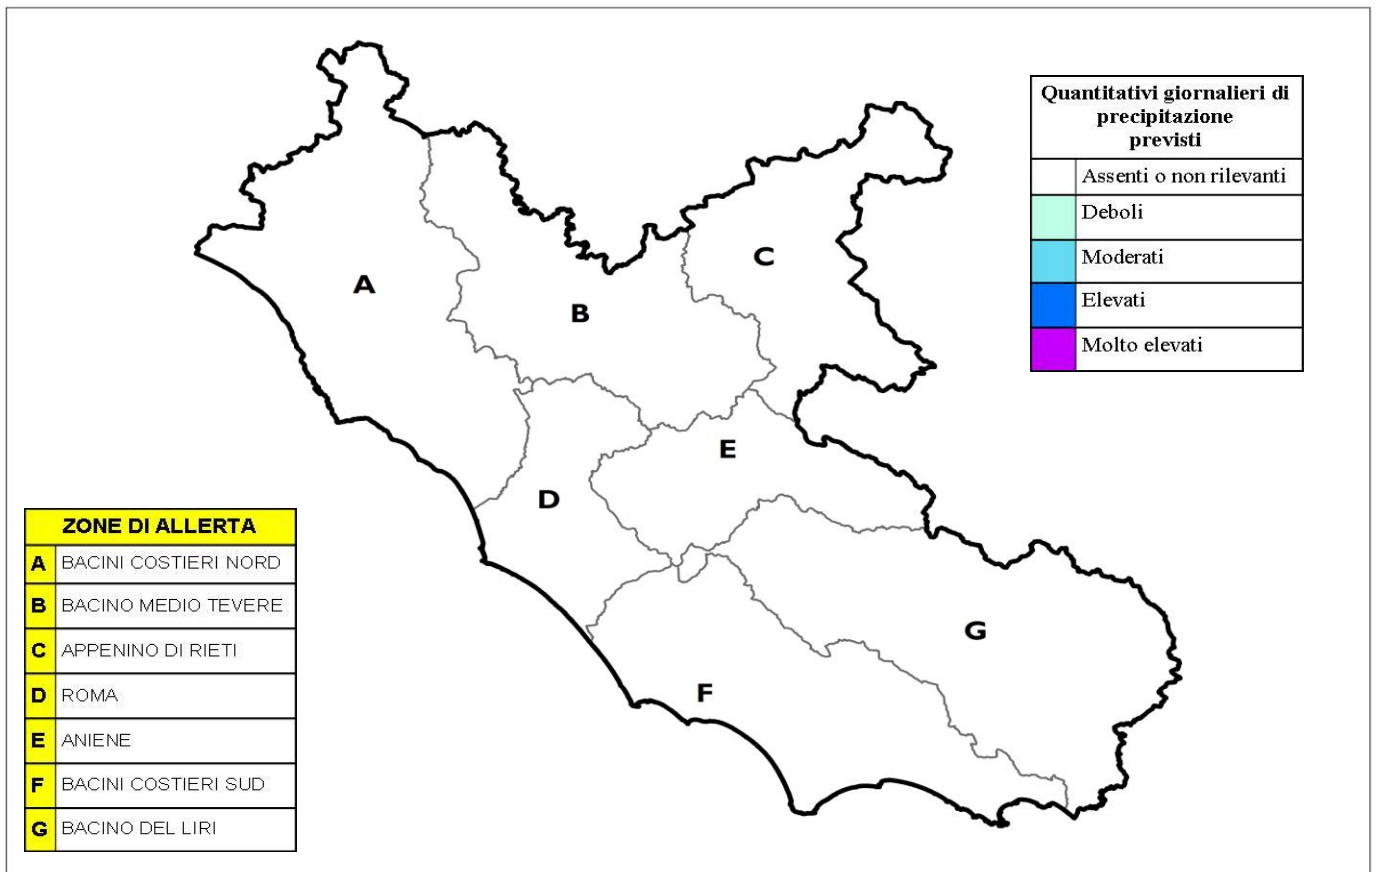 Quantitativi giornalieri di
precipitazione
previsti
Assenti o non rilevanti
Deboli
Moderati
Elevati
Molto elevati
A
B
C
D
E
F
G
ZONE DI ALLERTA
A BACINI COSTIERI NORD
B BACINO MEDIO TEVERE
C APPENINO DI RIETI
D ROMA
E ANIENE
F BACINI COSTIERI SUD
G BACINO DEL LIRI